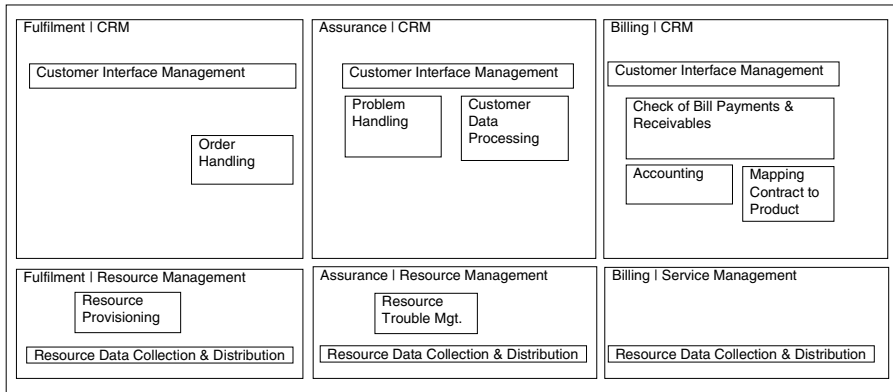 Fulfilment | CRM
Customer Interface Management
Order
Handling
Assurance | CRM
Customer Interface Management
Problem
Handling
Customer
Data
Processing
Billing | CRM
Customer Interface Management
Check of Bill Payments &
Receivables
Accounting
Mapping
Contract to
Product
Fulfilment | Resource Management
Resource
Provisioning
Resource Data Collection & Distribution
Assurance | Resource Management
Resource
Trouble Mgt.
Resource Data Collection & Distribution
Billing | Service Management
Resource Data Collection & Distribution